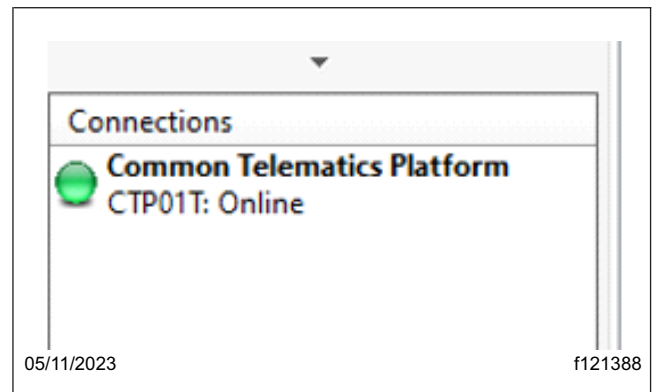 Connections
Common Telematics Platform
CTP01T: Online
05/11/2023
f121388